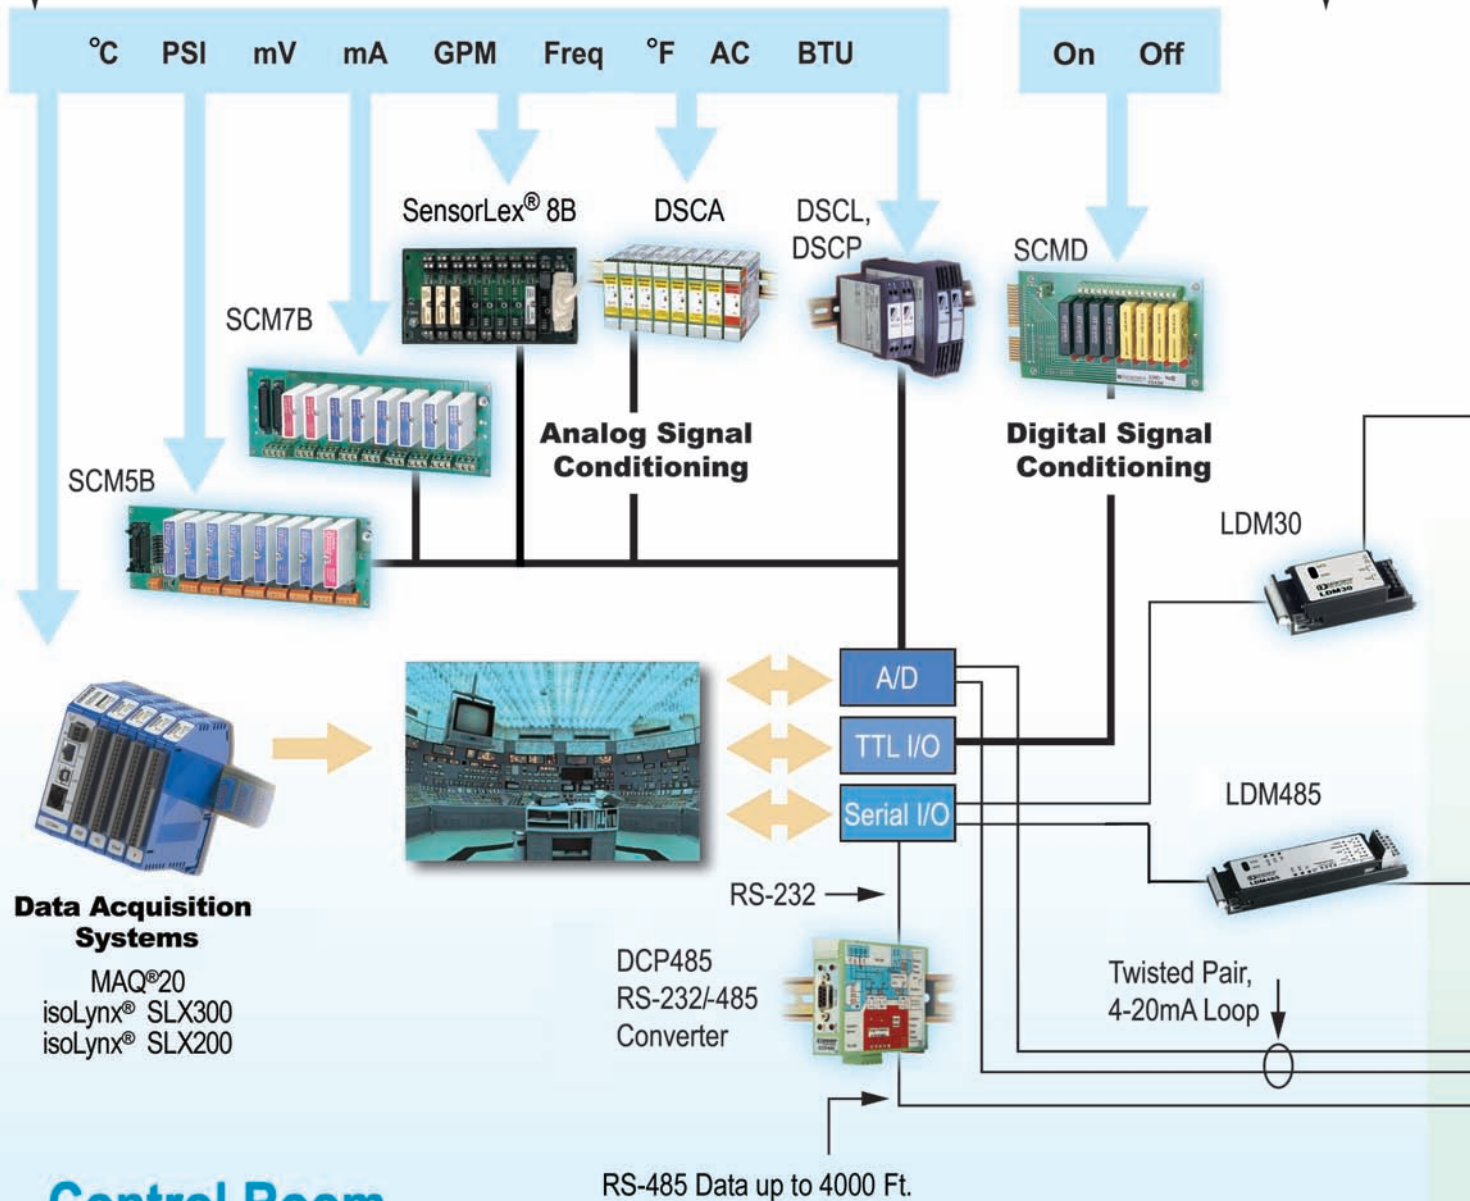 °C PSI mV mA GPM Freq °F AC BTU
On Off
SensorLex® 8B
DSCA
DSCL,
DSCP
SCMD
SCM7B
Analog Signal
Conditioning
Digital Signal
Conditioning
SCM5B
LDM30
LDM30
A/D
TTL I/O
Serial I/O
LDM485
LDM485
Data Acquisition
Systems
MAQ®20
isoLynx® SLX300
isoLynx® SLX200
RS-232
DCP485
RS-232/-485
Converter
Twisted Pair,
4-20mA Loop
RS-485 Data up to 4000 Ft.
Control Room